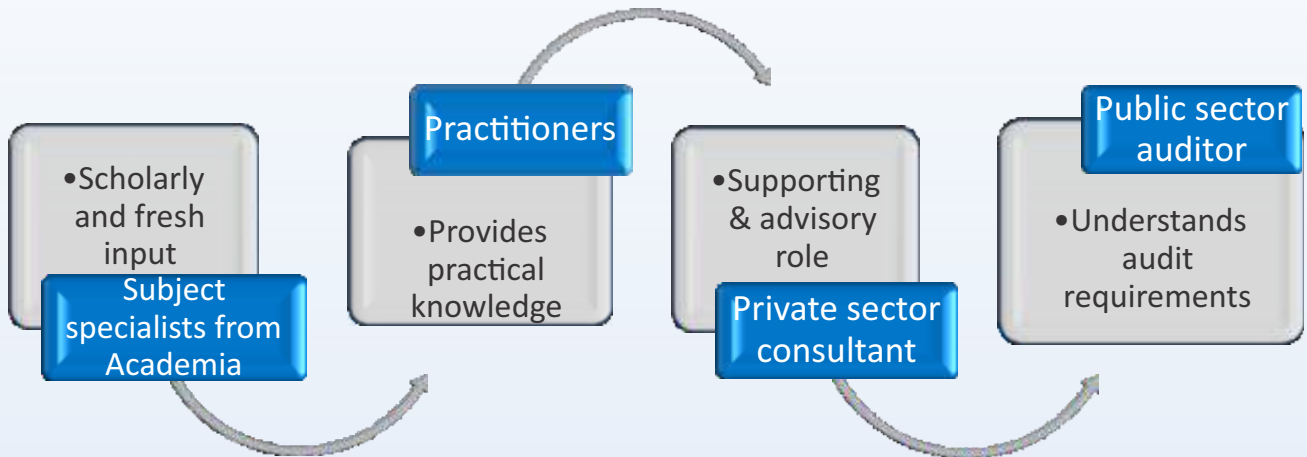 •Scholarly
and fresh
input
Subject
specialists from
Academia
Practitioners
•Provides
practical
knowledge
•Supporting
& advisory
role
Private sector
consultant
Public sector
auditor
•Understands
audit
requirements